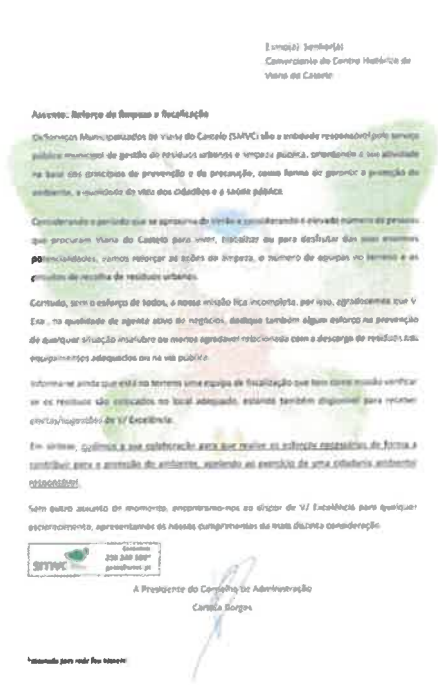 Exmo(a) Senhor(a)
Comerciante do Centro Histórico de
Viana do Castelo
Assunto: Reforço de limpeza e fiscalização
Os Serviços Municipalizados de Viana do Castelo (SMVC) são a entidade responsável pelo serviço
público municipal de gestão de resíduos urbanos e limpeza pública, orientando a sua atividade
na base dos princípios de prevenção e da precaução, como forma de garantir a proteção do
ambiente, a qualidade de vida dos cidadãos e a saúde pública.
Considerando o período que se aproxima do Verão e considerando o elevado número de pessoas
que procuram Viana do Castelo para viver, trabalhar ou para desfrutar das suas enormes
potencialidades, vamos reforçar as ações de limpeza, o número de equipas no terreno e os
circuitos de recolha de resíduos urbanos.
Contudo, sem o esforço de todos, a nossa missão fica incompleta, por isso, agradecemos que V.
Exa., na qualidade de agente ativo de negócios, dedique também algum esforço na prevenção
de qualquer situação insalubre ou menos agradável relacionada com a descarga de resíduos nos
equipamentos adequados ou na via pública.
Informa-se ainda que está no terreno uma equipa de fiscalização que tem como missão verificar
se os resíduos são colocados no local adequado, estando também disponível para receber
sugestões de V/ Excelência.
Em síntese, pedimos a sua colaboração para que realize os esforços necessários de forma a
contribuir para a proteção do ambiente, apelando ao exercício de uma cidadania ambiental
responsável.
Sem outro assunto de momento, encontramo-nos ao dispor de V/ Excelência para qualquer
esclarecimento, apresentamos os nossos cumprimentos da mais distinta consideração.
SMVC
A Presidente do Conselho de Administração
Carlota Borges